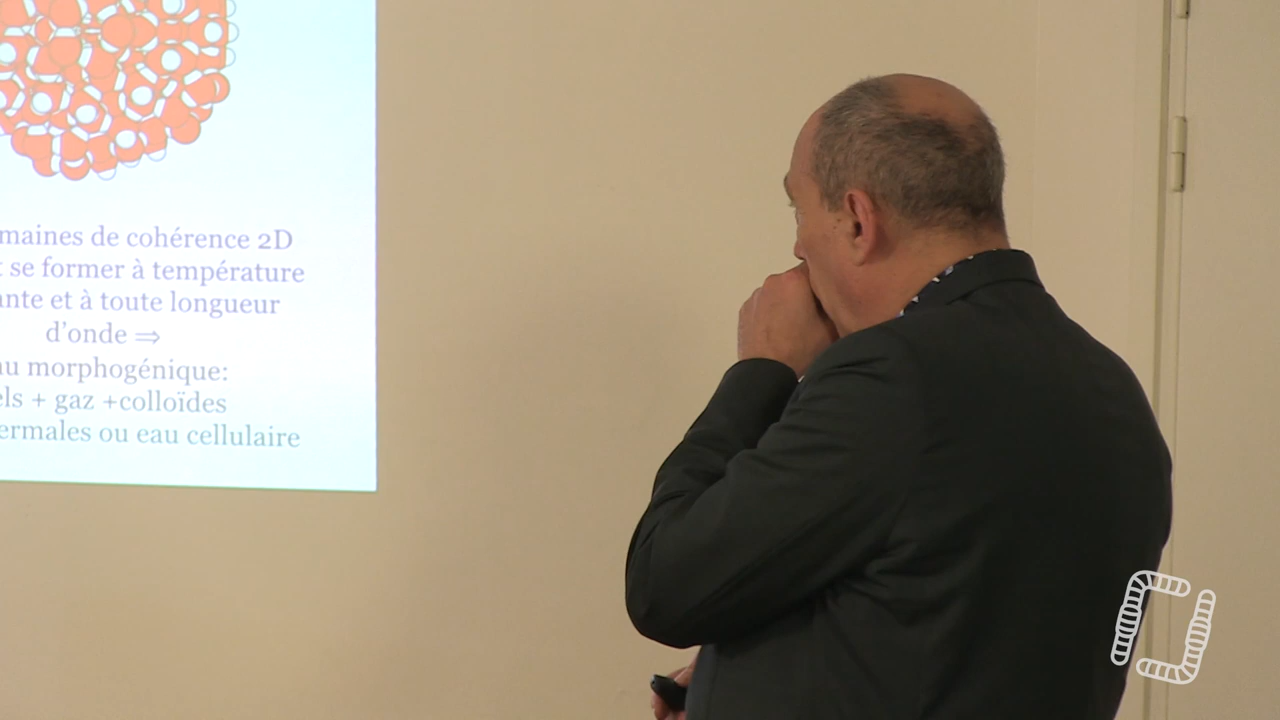 maines de cohérence 2D
t se former à température
ante et à toute longueur
d'onde ⇒
au morphogénique:
els + gaz +colloïdes
ermales ou eau cellulaire